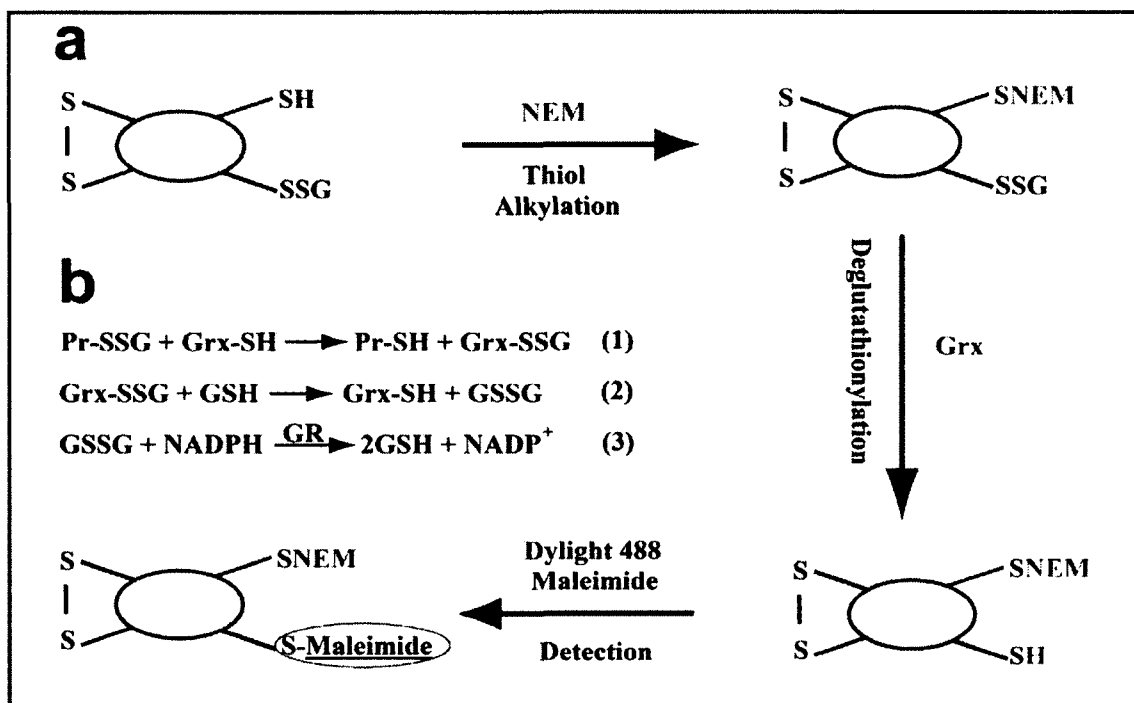 a
S
SH
S
SSG
NEM
Thiol
Alkylation
S
SNEM
S
SSG
Deglutathionylation
Grx
b
Pr-SSG + Grx-SH → Pr-SH + Grx-SSG (1)
Grx-SSG + GSH → Grx-SH + GSSG (2)
GSSG + NADPH GR → 2GSH + NADP⁺ (3)
S
SNEM
S
S-Maleimide
Dylight 488
Maleimide
Detection
S
SNEM
S
SH